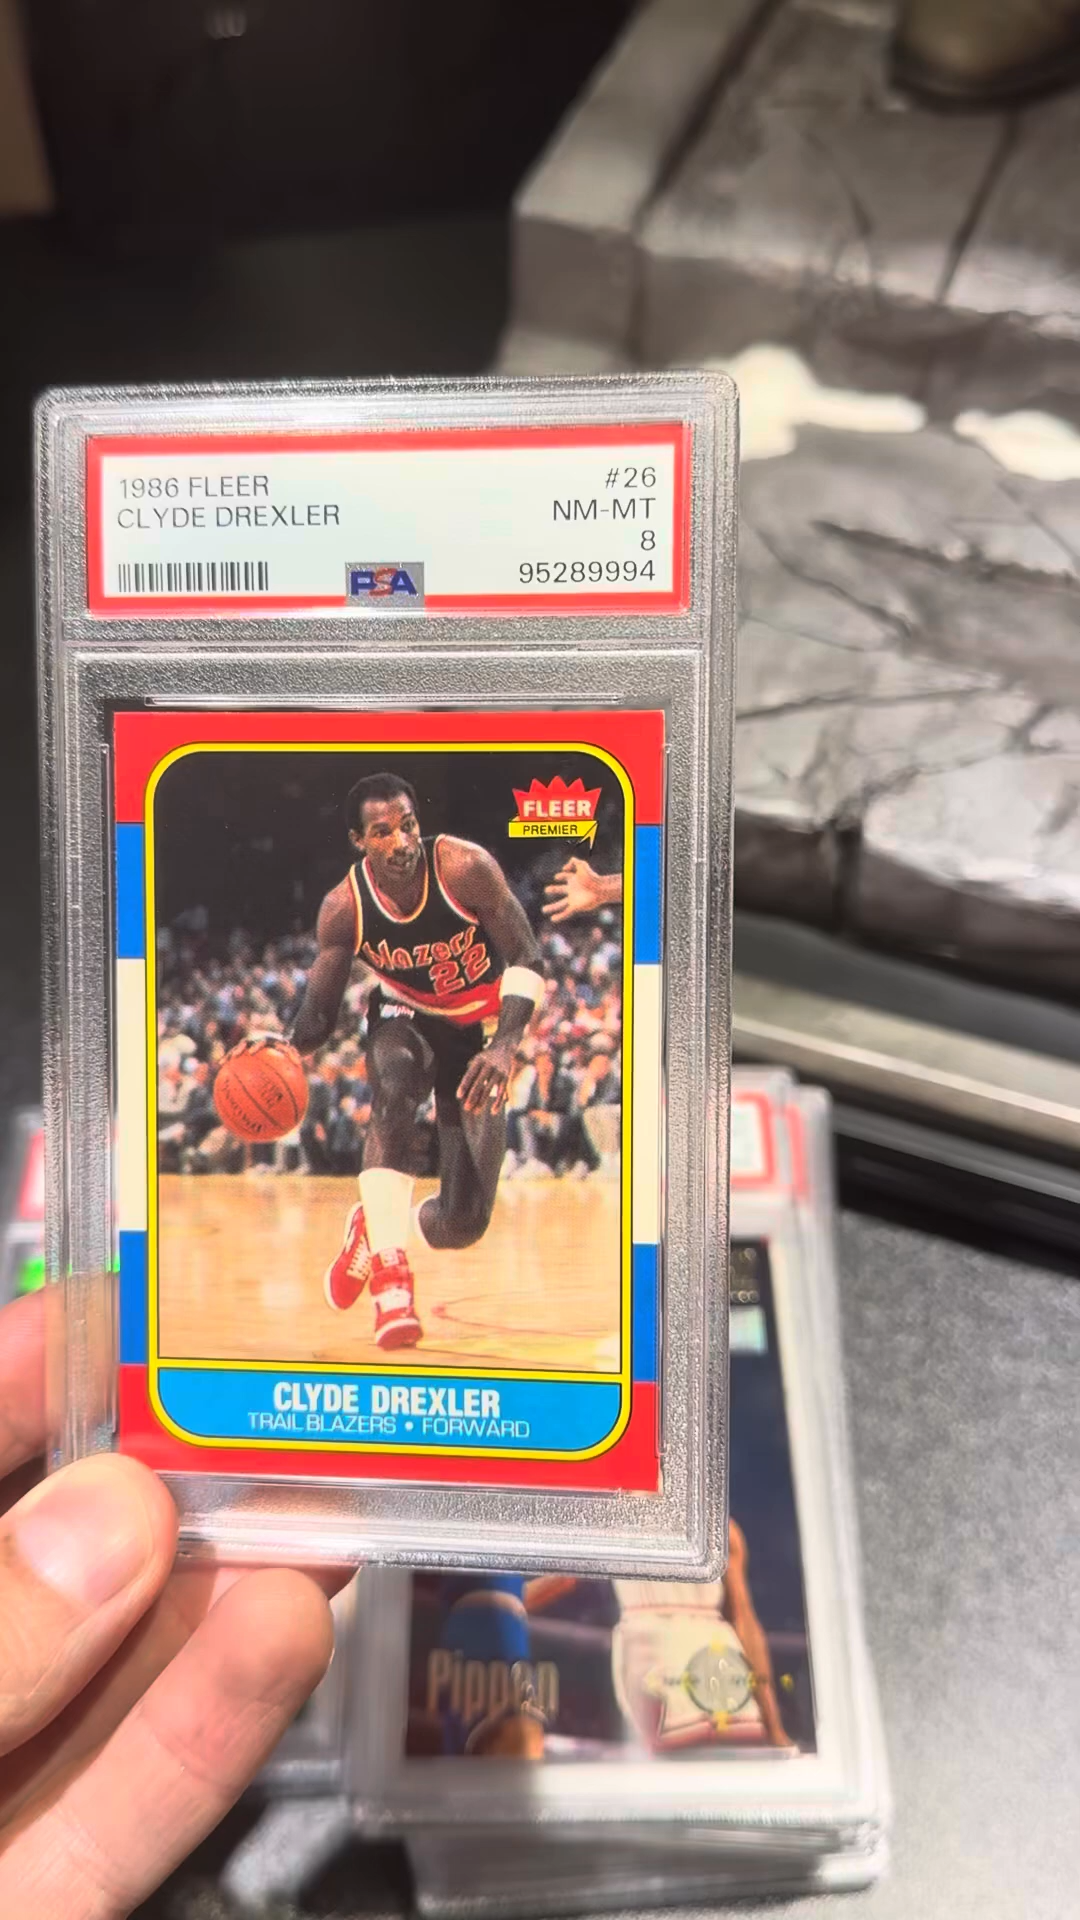 1986 FLEER
#26
CLYDE DREXLER
NM-MT
8
PSA
95289994
FLEER
PREMIER
blazers
22
CLYDE DREXLER
TRAIL BLAZERS • FORWARD
Pippen